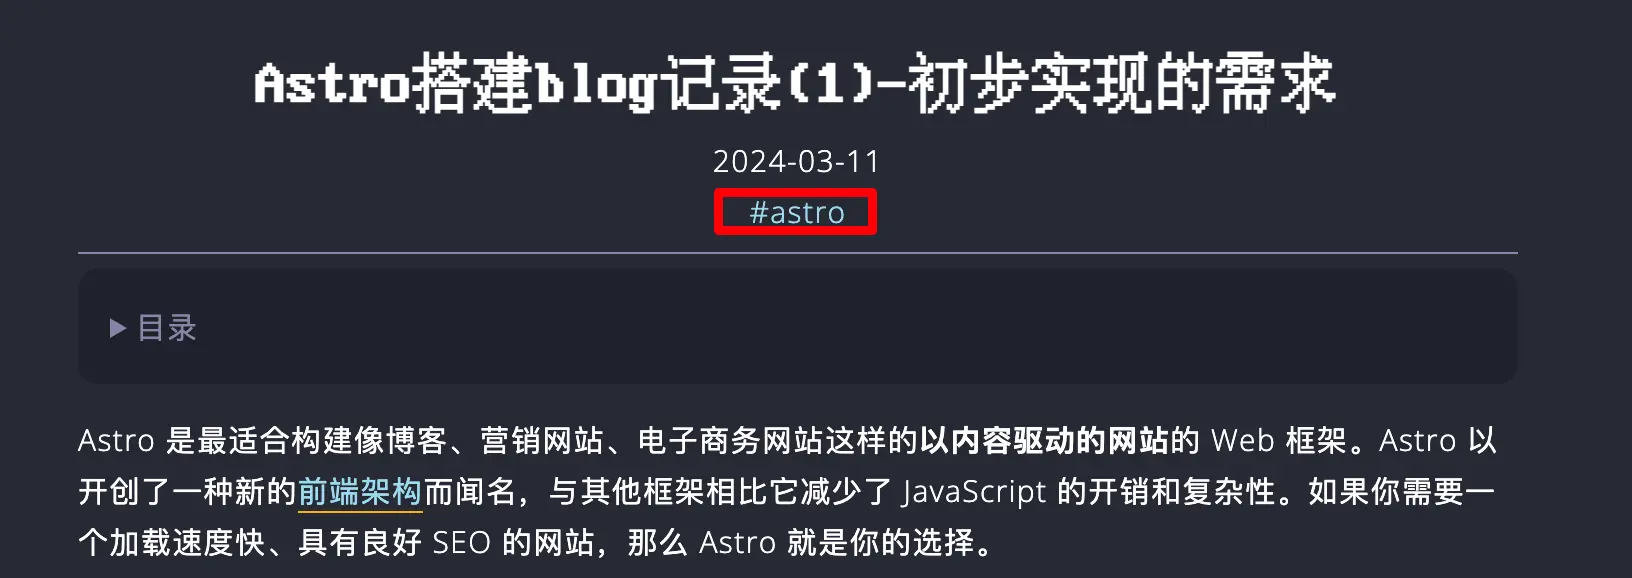 Astro搭建blog记录(1)-初步实现的需求
2024-03-11
#astro
目录
Astro 是最适合构建像博客、营销网站、电子商务网站这样的以内容驱动的网站的 Web 框架。Astro 以
开创了一种新的前端架构而闻名，与其他框架相比它减少了 JavaScript 的开销和复杂性。如果你需要一
个加载速度快、具有良好 SEO 的网站，那么 Astro 就是你的选择。